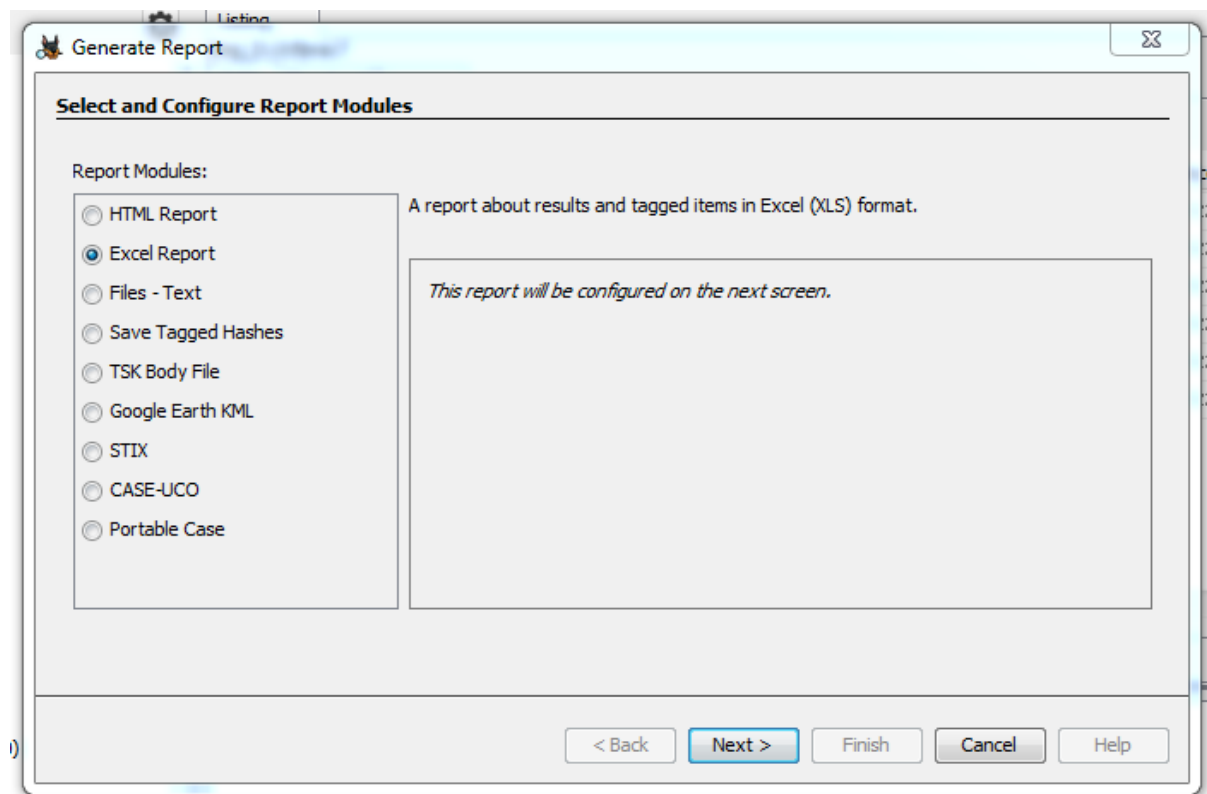 Listing
Generate Report
Select and Configure Report Modules
Report Modules:
HTML Report
A report about results and tagged items in Excel (XLS) format.
Excel Report
Files - Text
This report will be configured on the next screen.
Save Tagged Hashes
TSK Body File
Google Earth KML
STIX
CASE-UCO
Portable Case
< Back Next > Finish Cancel Help